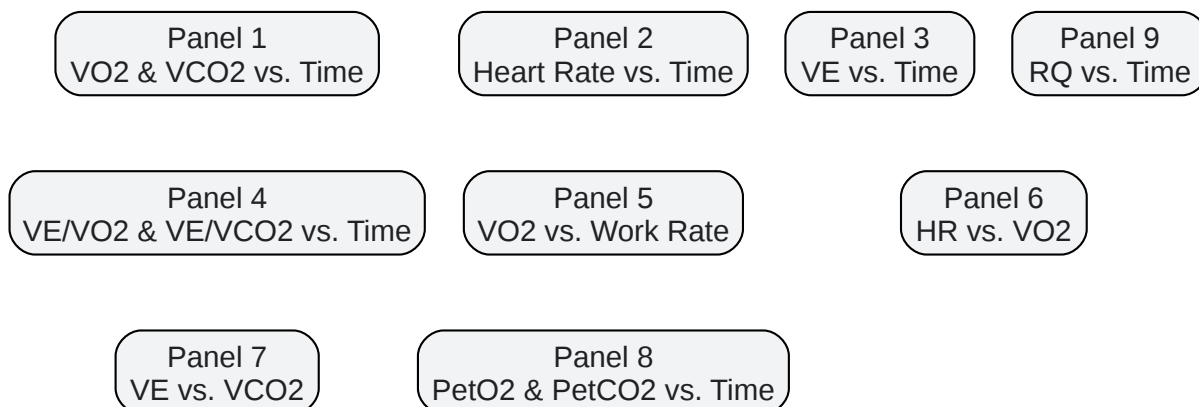 Panel 1
VO2 & VCO2 vs. Time
Panel 2
Heart Rate vs. Time
Panel 3
VE vs. Time
Panel 9
RQ vs. Time
Panel 4
VE/VO2 & VE/VCO2 vs. Time
Panel 5
VO2 vs. Work Rate
Panel 6
HR vs. VO2
Panel 7
VE vs. VCO2
Panel 8
PetO2 & PetCO2 vs. Time